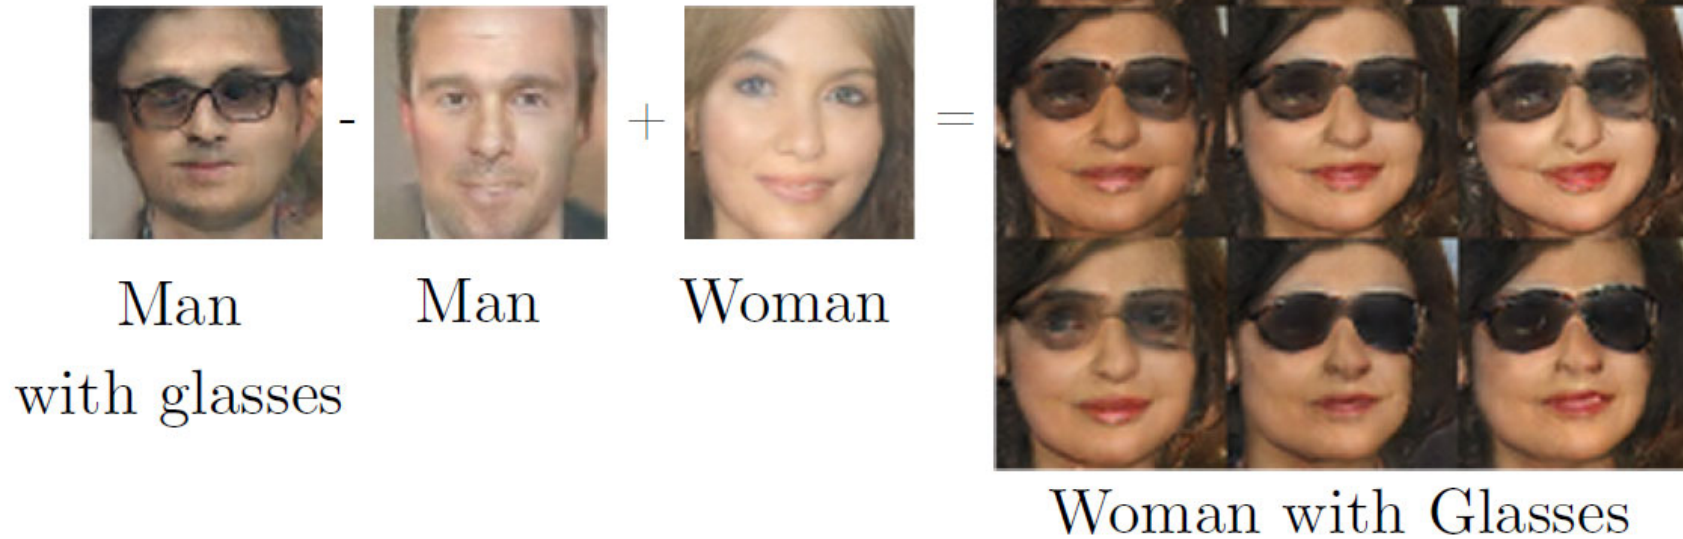 - + =
Man Man Woman
with glasses
Woman with Glasses